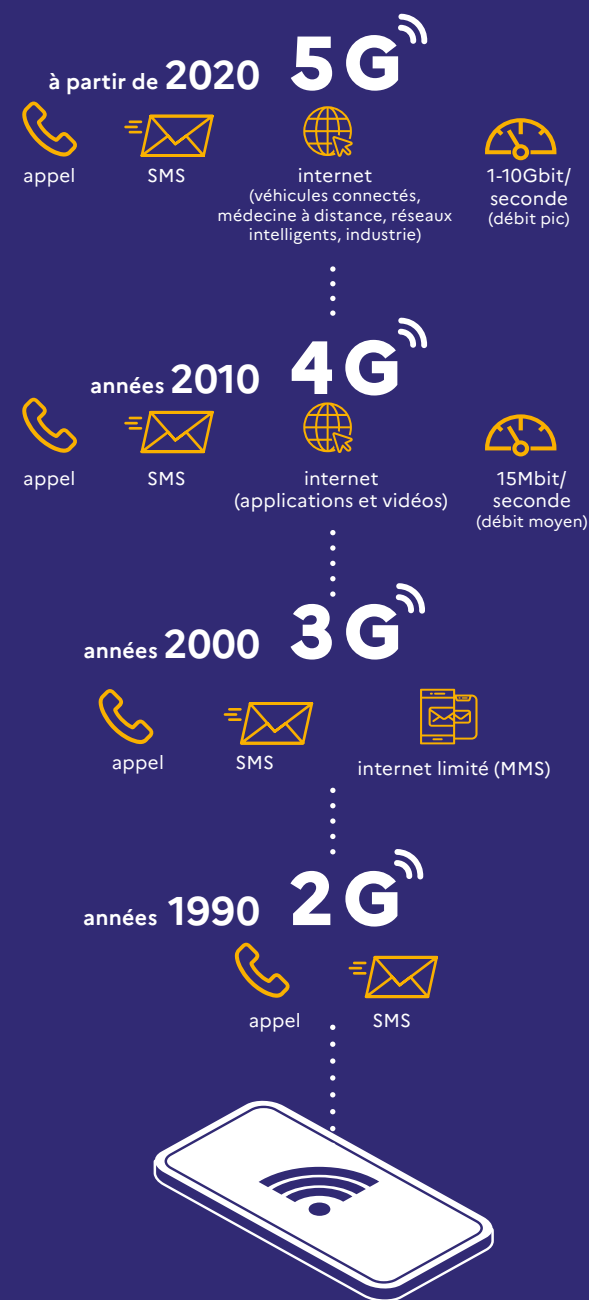 à partir de 2020 5G
appel
SMS
internet
(véhicules connectés,
médecine à distance, réseaux
intelligents, industrie)
1-10Gbit/
seconde
(débit pic)
années 2010 4G
appel
SMS
internet
(applications et vidéos)
15Mbit/
seconde
(débit moyen)
années 2000 3G
appel
SMS
internet limité (MMS)
années 1990 2G
appel
SMS